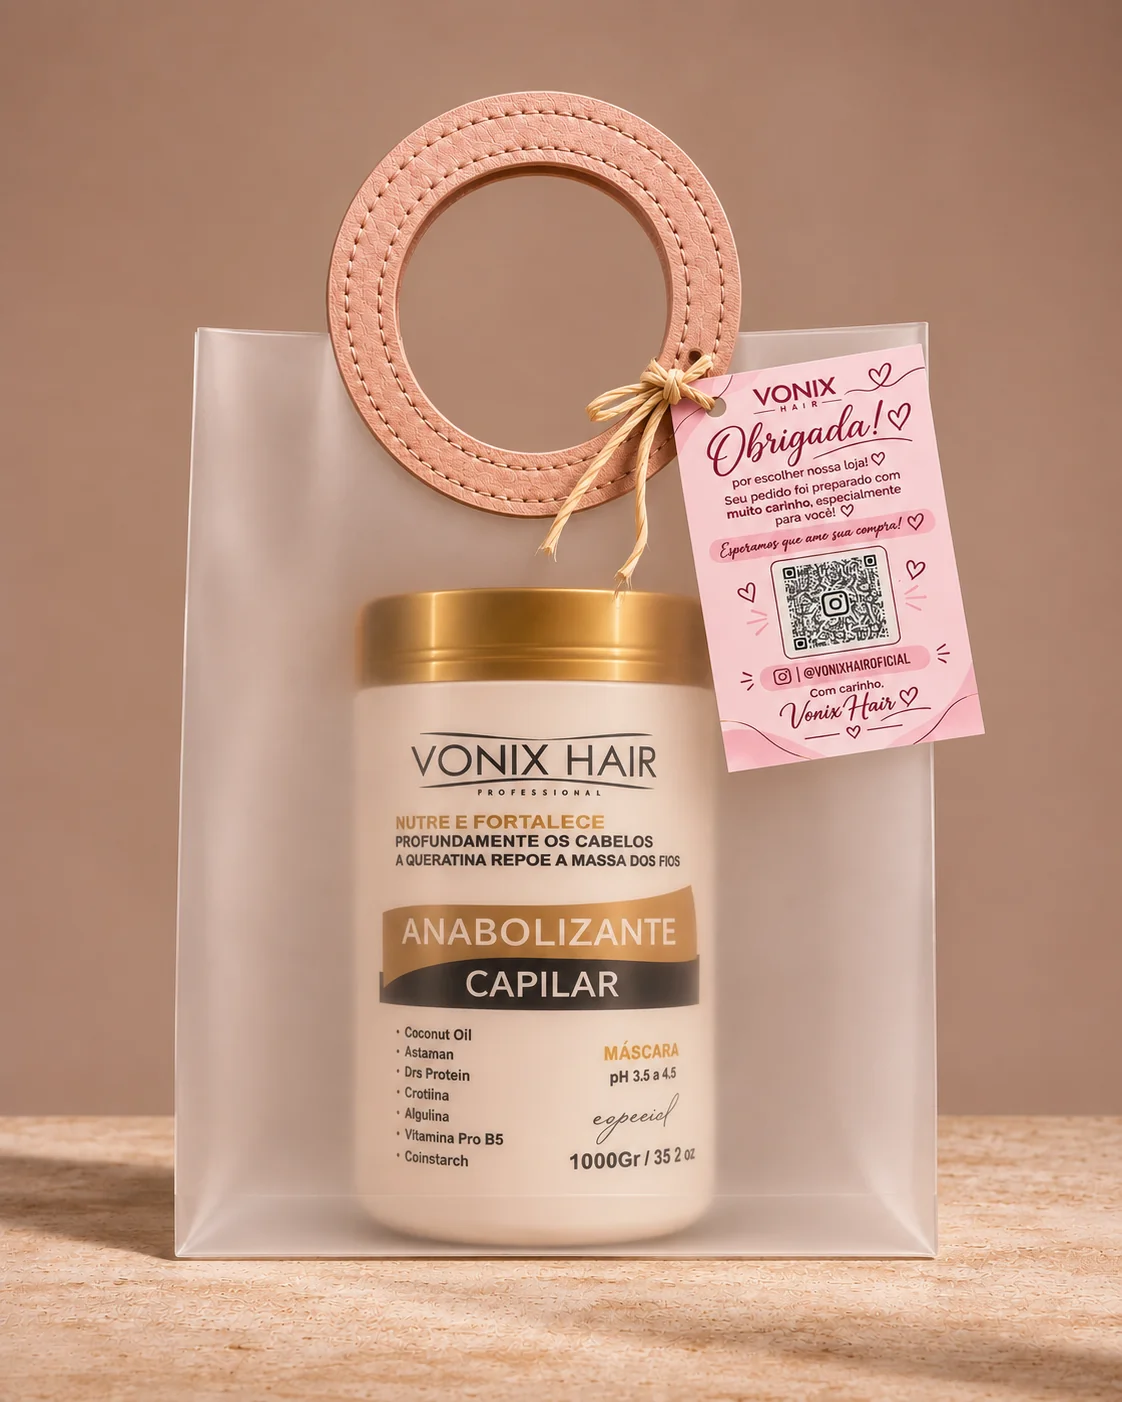 VONIX
HAIR
Obrigada!
por escolher nossa loja!
Seu pedido foi preparado com
muito carinho, especialmente
para você!
Esperamos que ame sua compra!
| @VONIXHAIROFICIAL
Com carinho,
Vonix Hair
VONIX HAIR
PROFESSIONAL
NUTRE E FORTALECE
PROFUNDAMENTE OS CABELOS
A QUERATINA REPOE A MASSA DOS FIOS
ANABOLIZANTE
CAPILAR
• Coconut Oil
• Astaman
• Drs Protein
• Crotiina
• Algulina
• Vitamina Pro B5
• Coinstarch
MÁSCARA
pH 3.5 a 4.5
1000Gr / 35 2 oz